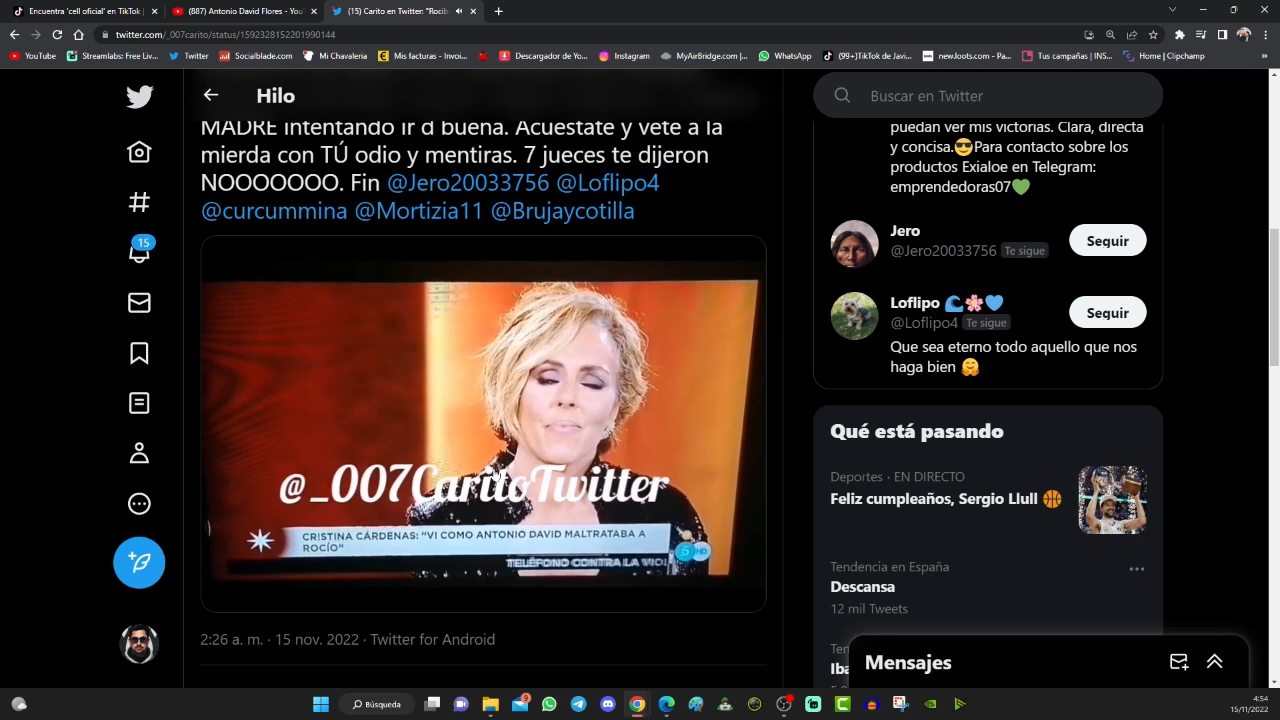 Encuentra 'cell oficial' en TikTok |
(887) Antonio David Flores - You
(15) Carito en Twitter: "Rocib
twitter.com/_007carito/status/1592328152201990144
YouTube
Streamlabs: Free Liv...
Twitter
Socialblade.com
Mi Chavaleria
Mis facturas - Invoi...
Descargador de Yo...
Instagram
MyAirBridge.com |...
WhatsApp
(99+)TikTok de Javi...
new.loots.com - Pa...
Tus campañas | INS...
Home | Clipchamp
Hilo
MADRE intentando ir d buena. Acuestate y vete a la
mierda con TÚ odio y mentiras. 7 jueces te dijeron
NOOOOOOO. Fin @Jero20033756 @Loflipo4
@curcummina @Mortizia11 @Brujaycotilla
@_007CaritoTwitter
CRISTINA CÁRDENAS: "VI COMO ANTONIO DAVID MALTRATABA A
ROCÍO"
TELÉFONO CONTRA LA VIOL
5 HD
2:26 a. m. · 15 nov. 2022 · Twitter for Android
15
Buscar en Twitter
puedan ver mis victorias. Clara, directa
y concisa.😎Para contacto sobre los
productos Exialoe en Telegram:
emprendedoras07💚
Jero
@Jero20033756 Te sigue
Seguir
Loflipo 🌊🌸💙
@Loflipo4 Te sigue
Seguir
Que sea eterno todo aquello que nos
haga bien 🤗
Qué está pasando
Deportes · EN DIRECTO
Feliz cumpleaños, Sergio Llull 🏀
Tendencia en España
Descansa
12 mil Tweets
Ten
Iba
Mensajes
Búsqueda
9
4:54
15/11/2022